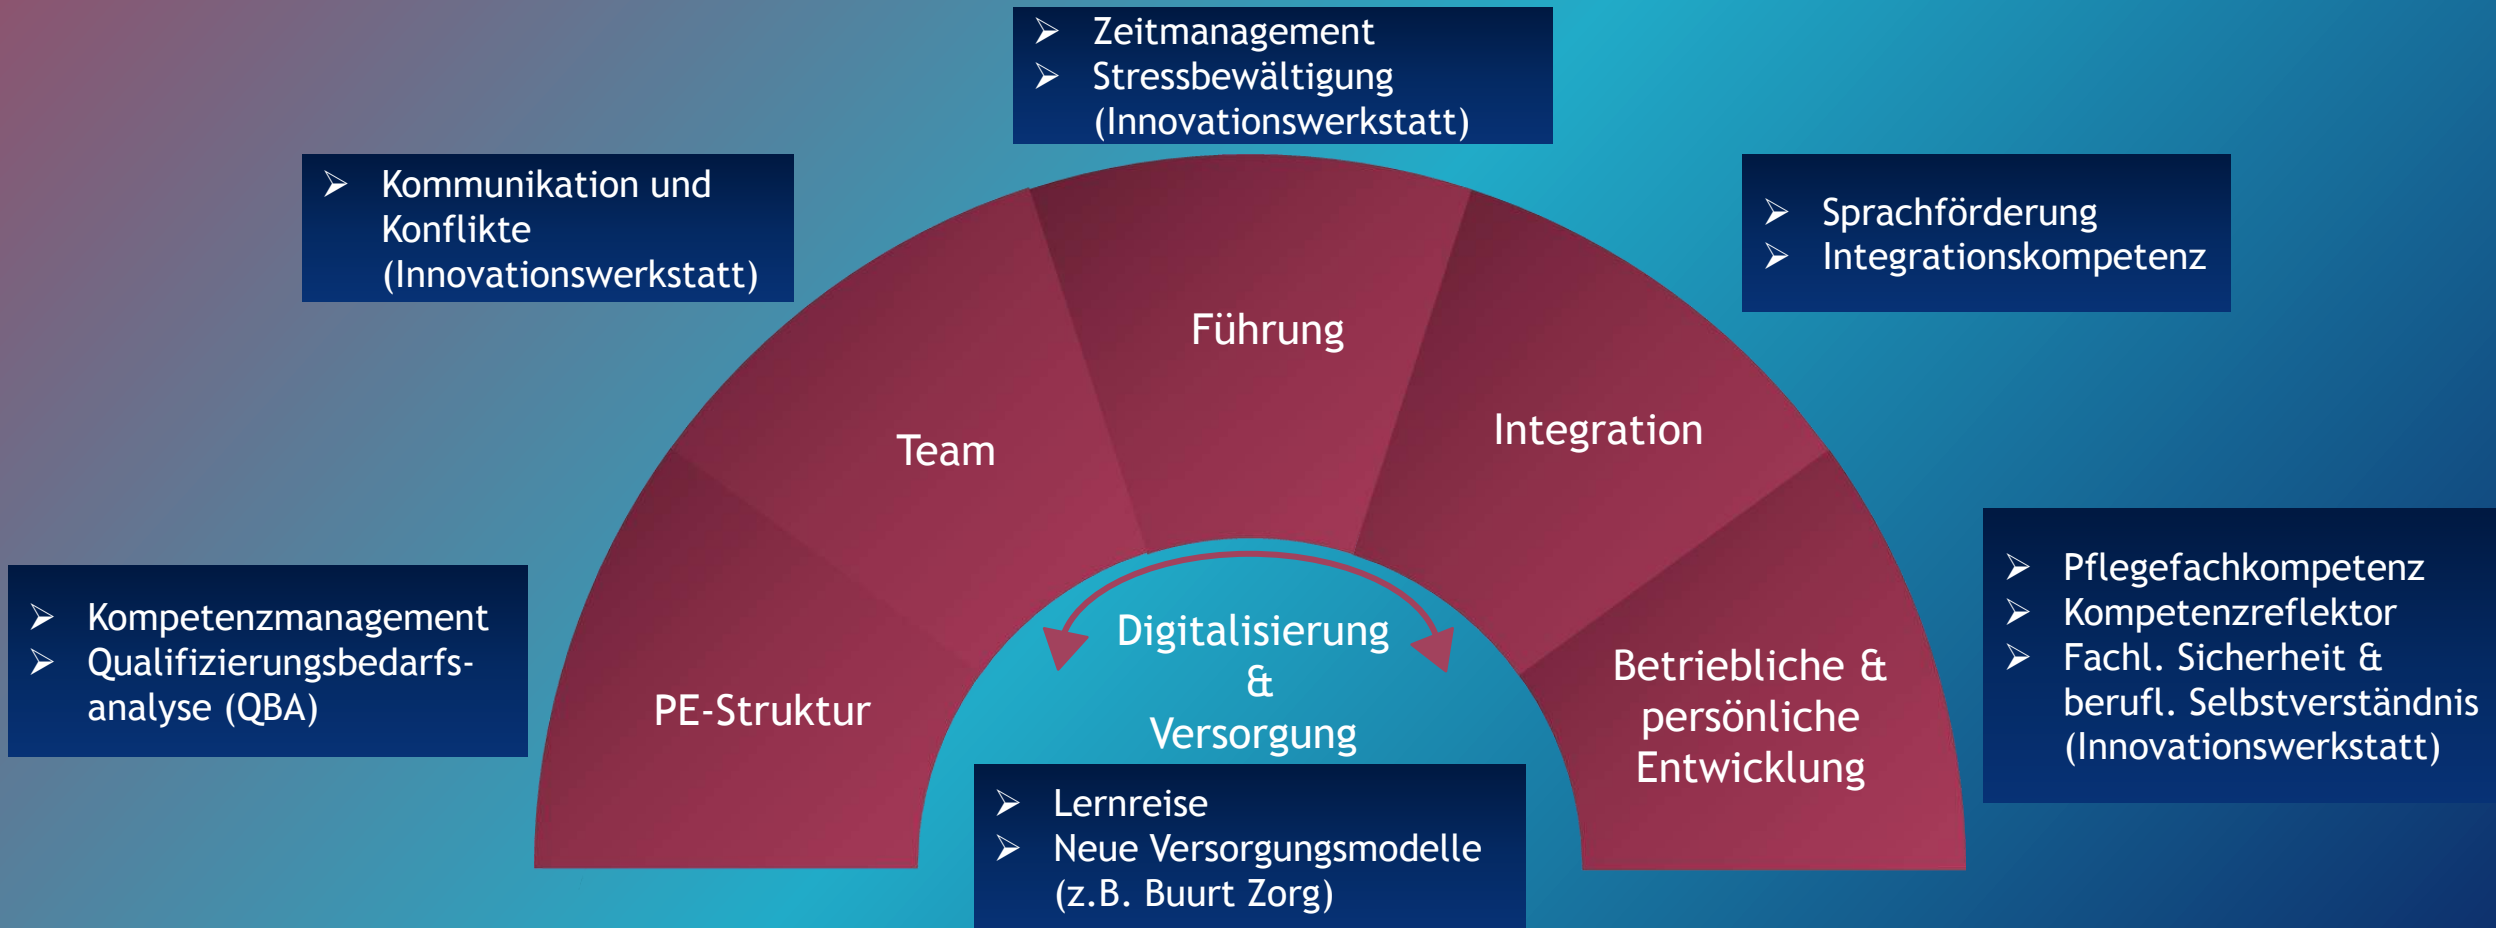 ➢ Zeitmanagement
➢ Stressbewältigung
(Innovationswerkstatt)
➢ Kommunikation und
Konflikte
(Innovationswerkstatt)
➢ Sprachförderung
➢ Integrationskompetenz
Führung
Team
Integration
➢ Kompetenzmanagement
➢ Qualifizierungsbedarfs-
analyse (QBA)
PE-Struktur
Digitalisierung
&
Versorgung
Betriebliche &
persönliche
Entwicklung
➢ Pflegefachkompetenz
➢ Kompetenzreflektor
➢ Fachl. Sicherheit &
berufl. Selbstverständnis
(Innovationswerkstatt)
➢ Lernreise
➢ Neue Versorgungsmodelle
(z.B. Buurt Zorg)